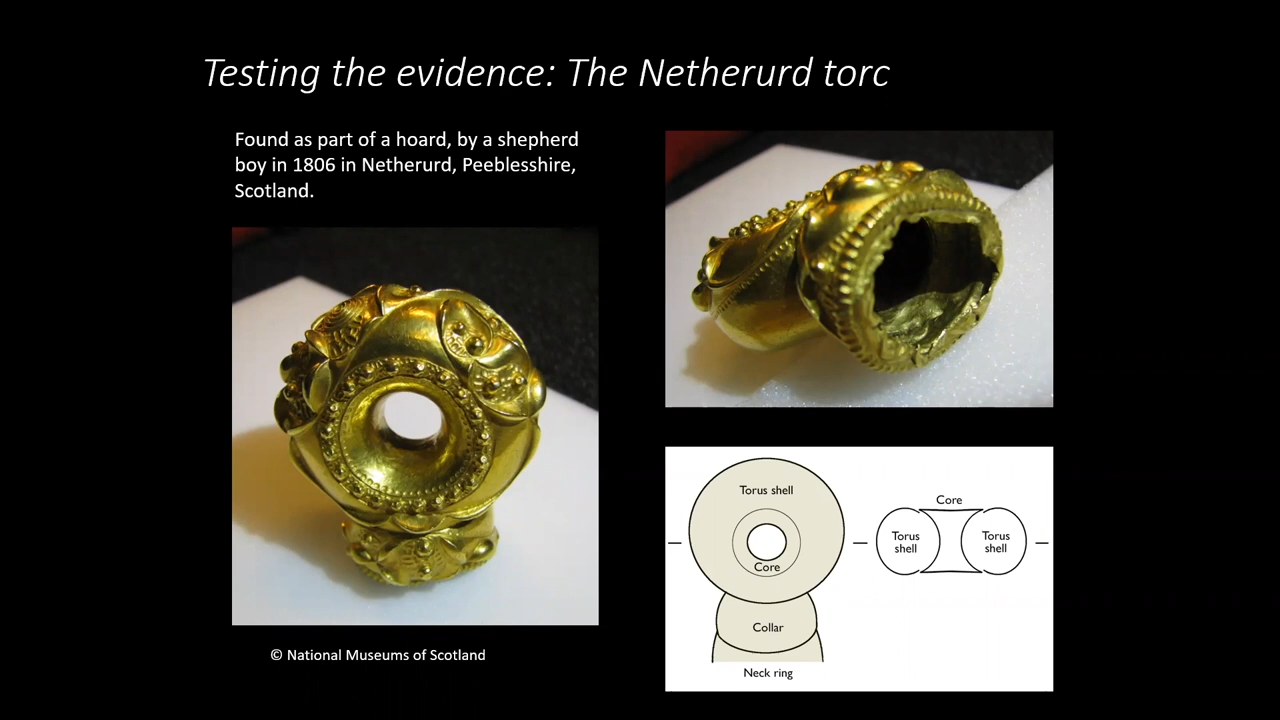 Testing the evidence: The Netherurd torc
Found as part of a hoard, by a shepherd
boy in 1806 in Netherurd, Peeblesshire,
Scotland.
© National Museums of Scotland
Torus shell
Core
Collar
Neck ring
Core
Torus
shell
Torus
shell